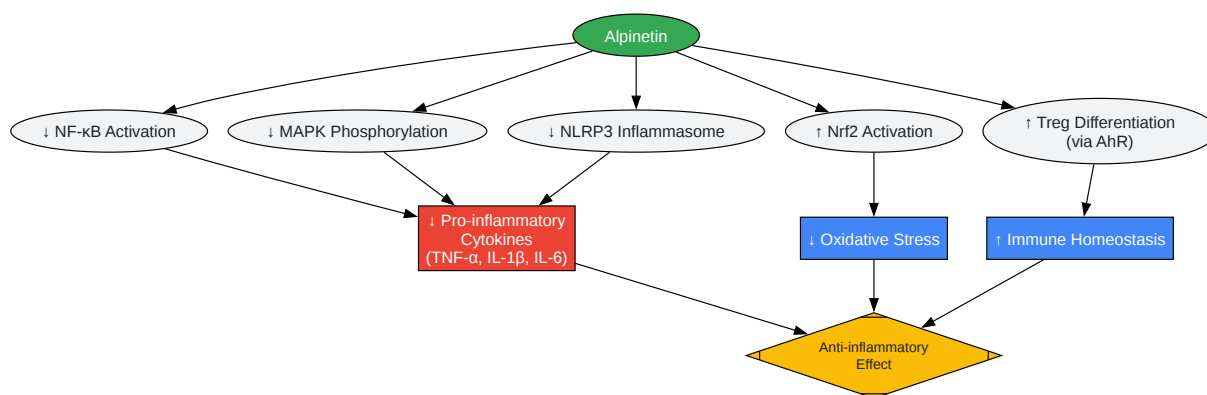 Alpinetin
↓ NF-κB Activation
↓ MAPK Phosphorylation
↓ NLRP3 Inflammasome
↑ Nrf2 Activation
↑ Treg Differentiation
(via AhR)
↓ Pro-inflammatory
Cytokines
(TNF-α, IL-1β, IL-6)
↓ Oxidative Stress
↑ Immune Homeostasis
Anti-inflammatory
Effect